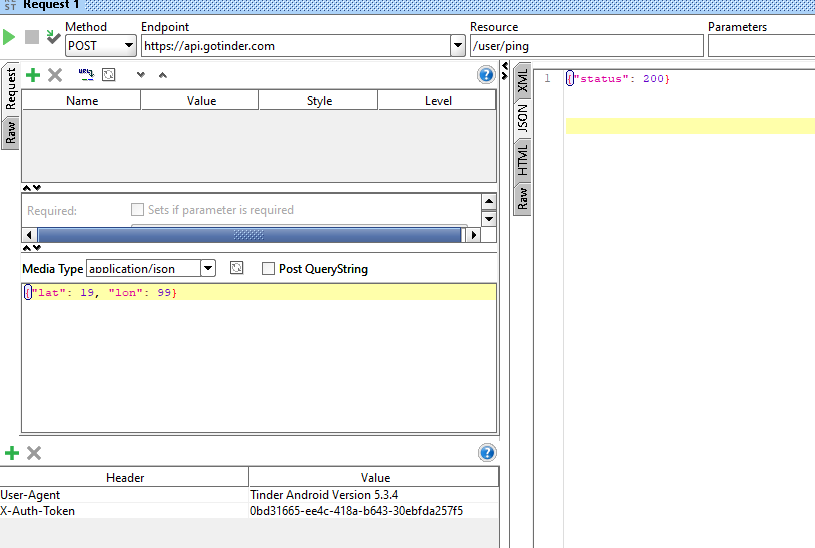 RE
ST
Request 1
Method
Endpoint
Resource
Parameters
POST
https://api.gotinder.com
/user/ping
Request
Raw
Name
Value
Style
Level
Required:
Sets if parameter is required
Media Type
application/json
Post QueryString
{"lat": 19, "lon": 99}
XML
JSON
HTML
Raw
1
{"status": 200}
Header
Value
User-Agent
Tinder Android Version 5.3.4
X-Auth-Token
0bd31665-ee4c-418a-b643-30ebfda257f5